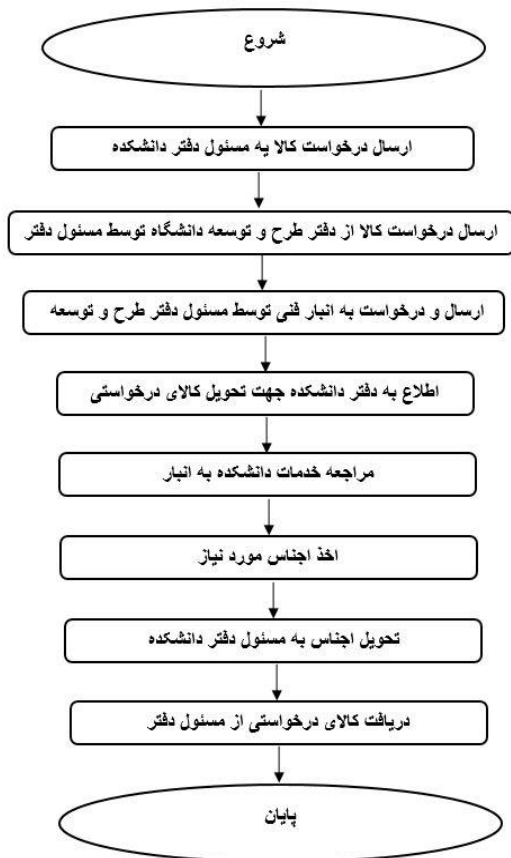 شروع
ارسال درخواست کالا یه مسئول دفتر دانشکده
ارسال درخواست کالا از دفتر طرح و توسعه دانشگاه توسط مسئول دفتر
ارسال و درخواست به انبار فنی توسط مسئول دفتر طرح و توسعه
اطلاع به دفتر دانشکده جهت تحویل کالای درخواستی
مراجعه خدمات دانشکده به انبار
اخذ اجناس مورد نیاز
تحویل اجناس به مسئول دفتر دانشکده
دریافت کالای درخواستی از مسئول دفتر
پایان